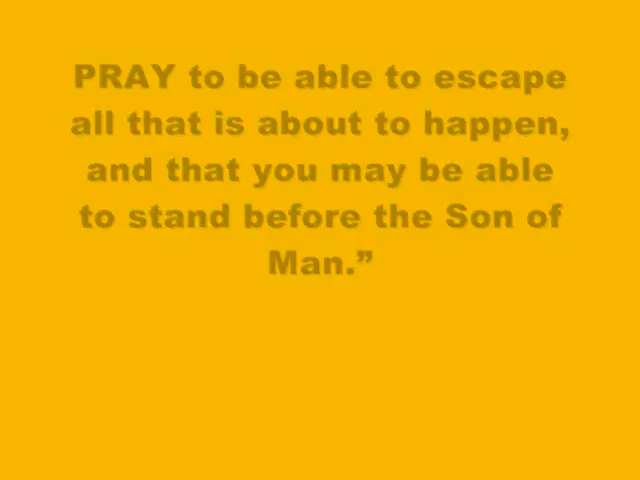 PRAY to be able to escape
all that is about to happen,
and that you may be able
to stand before the Son of
Man.”